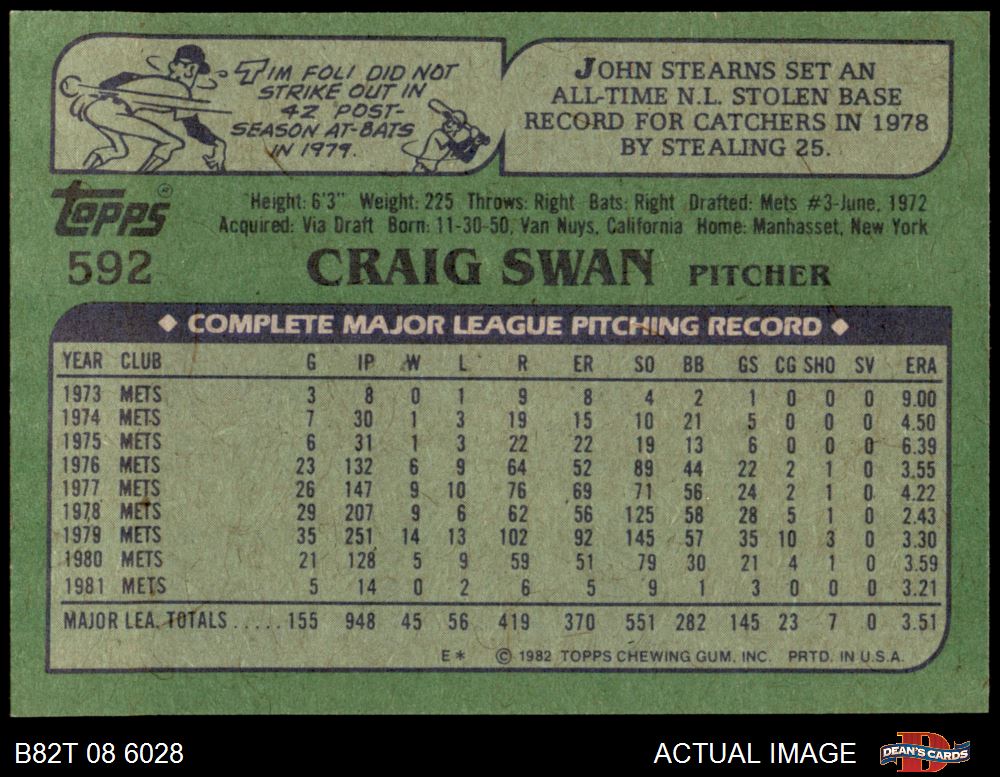 TIM FOLI DID NOT
STRIKE OUT IN
42 POST-
SEASON AT-BATS
IN 1979.
JOHN STEARNS SET AN
ALL-TIME N.L. STOLEN BASE
RECORD FOR CATCHERS IN 1978
BY STEALING 25.
TOPPS®
592
Height: 6'3" Weight: 225 Throws: Right Bats: Right Drafted: Mets #3-June, 1972
Acquired: Via Draft Born: 11-30-50, Van Nuys, California Home: Manhasset, New York
CRAIG SWAN PITCHER
◆ COMPLETE MAJOR LEAGUE PITCHING RECORD ◆
YEAR CLUB G IP W L R ER SO BB GS CG SHO SV ERA
1973 METS 3 8 0 1 9 8 4 2 1 0 0 0 9.00
1974 METS 7 30 1 3 19 15 10 21 5 0 0 0 4.50
1975 METS 6 31 1 3 22 22 19 13 6 0 0 0 6.39
1976 METS 23 132 6 9 64 52 89 44 22 2 1 0 3.55
1977 METS 26 147 9 10 76 69 71 56 24 2 1 0 4.22
1978 METS 29 207 9 6 62 56 125 58 28 5 1 0 2.43
1979 METS 35 251 14 13 102 92 145 57 35 10 3 0 3.30
1980 METS 21 128 5 9 59 51 79 30 21 4 1 0 3.59
1981 METS 5 14 0 2 6 5 9 1 3 0 0 0 3.21
MAJOR LEA. TOTALS ..... 155 948 45 56 419 370 551 282 145 23 7 0 3.51
E* © 1982 TOPPS CHEWING GUM, INC. PRTD. IN U.S.A.
B82T 08 6028
ACTUAL IMAGE
D
DEAN'S CARDS